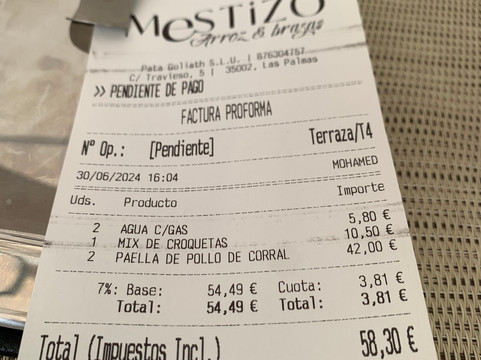 MESTIZO
Arroz & brasas
Pata Goliath S.L.U. | B76304757
C/ Travieso, 5 | 35002, Las Palmas
>> PENDIENTE DE PAGO
FACTURA PROFORMA
Nº Op.: [Pendiente] Terraza/T4
30/06/2024 16:04 MOHAMED
Uds. Producto Importe
2 AGUA C/GAS 5,80 €
1 MIX DE CROQUETAS 10,50 €
2 PAELLA DE POLLO DE CORRAL 42,00 €
7%: Base: 54,49 € Cuota: 3,81 €
Total: 54,49 € Total: 3,81 €
Total (Impuestos Incl.) 58,30 €